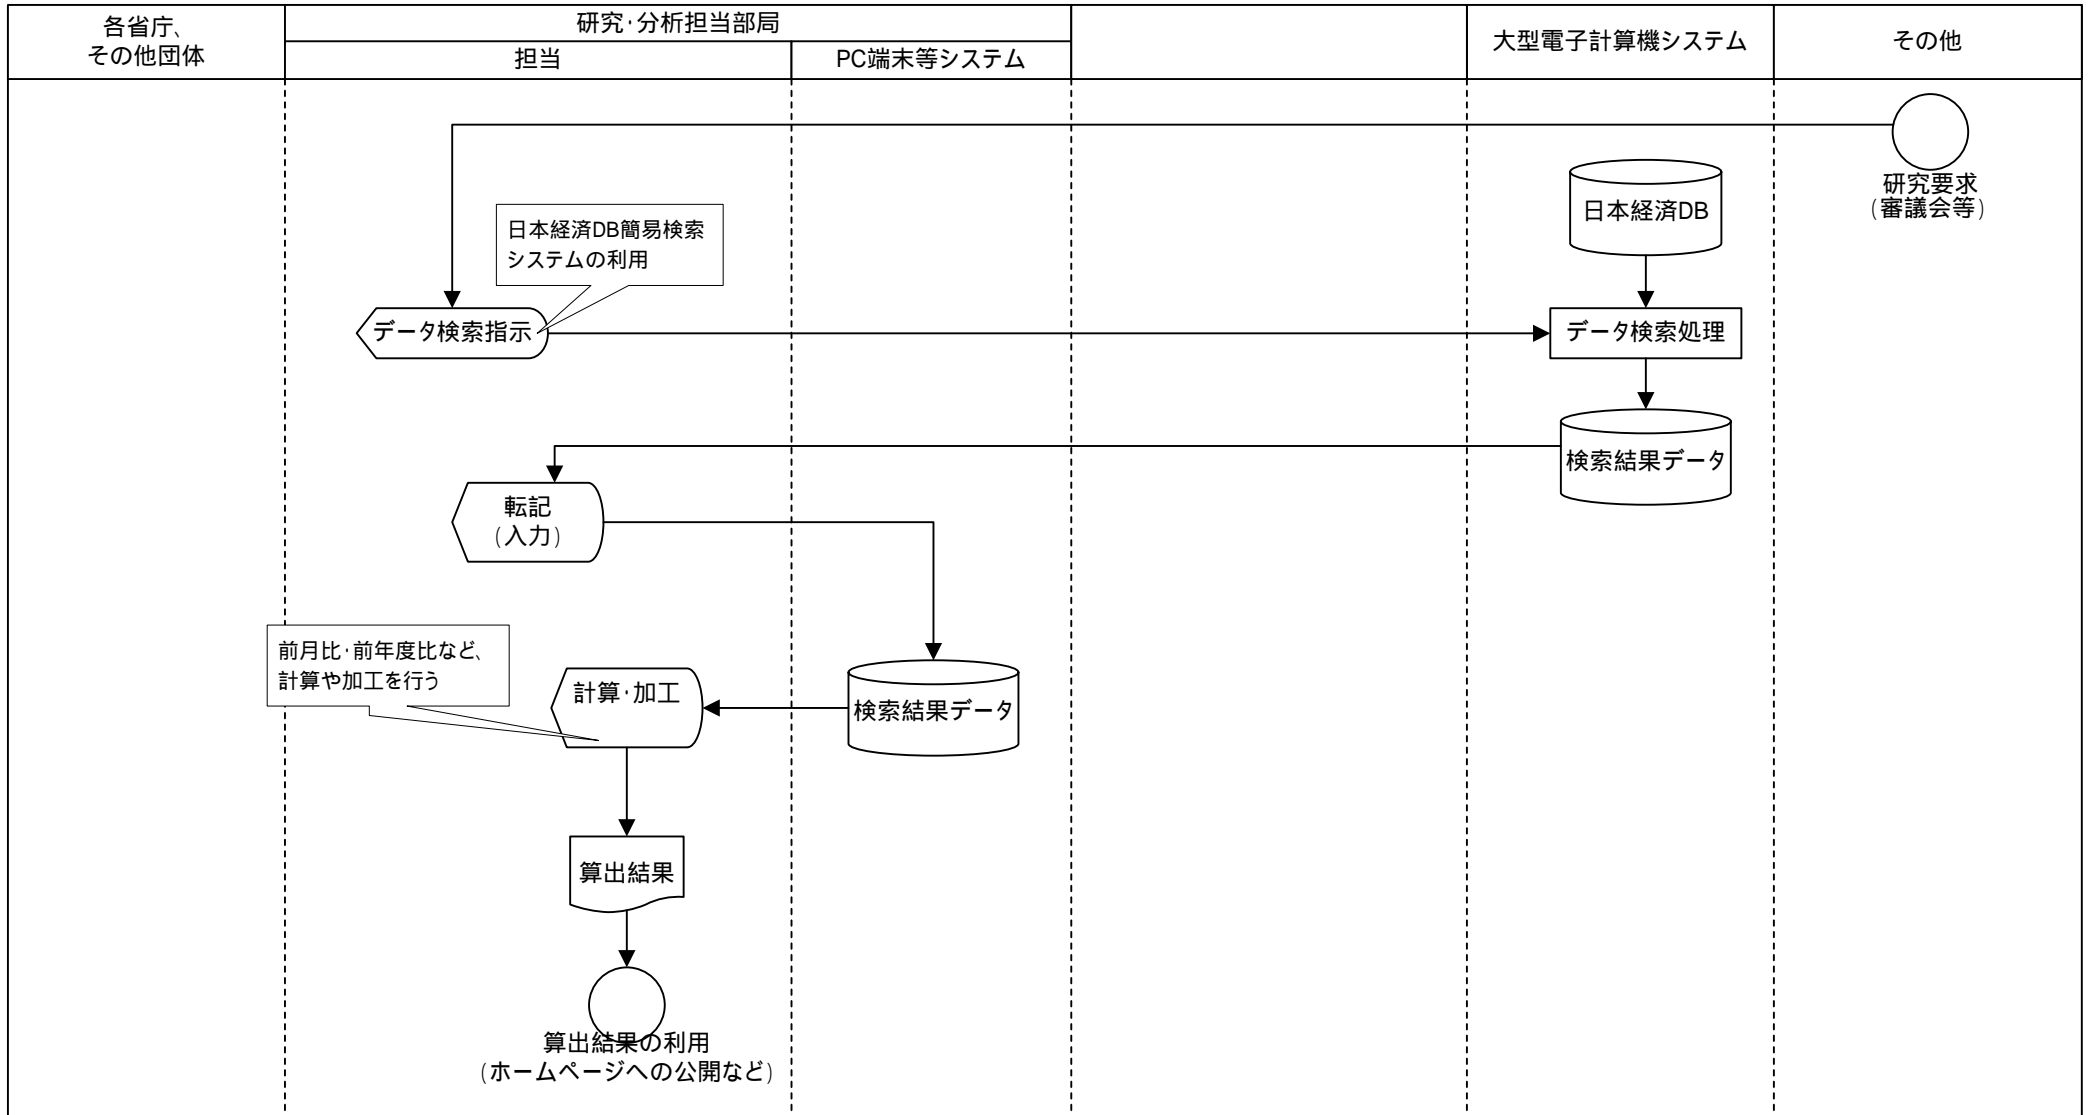 各省庁、
その他団体
研究・分析担当部局
担当
PC端末等システム
大型電子計算機システム
その他
研究要求
(審議会等)
日本経済DB
日本経済DB簡易検索
システムの利用
データ検索指示
データ検索処理
検索結果データ
転記
(入力)
前月比・前年度比など、
計算や加工を行う
計算・加工
検索結果データ
算出結果
算出結果の利用
(ホームページへの公開など)